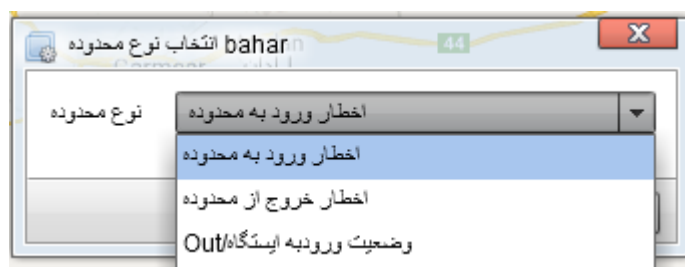 انتخاب نوع محدوده bahar
44
نوع محدوده
اخطار ورود به محدوده
اخطار ورود به محدوده
اخطار خروج از محدوده
وضعیت ورودبه ایستگاه/Out